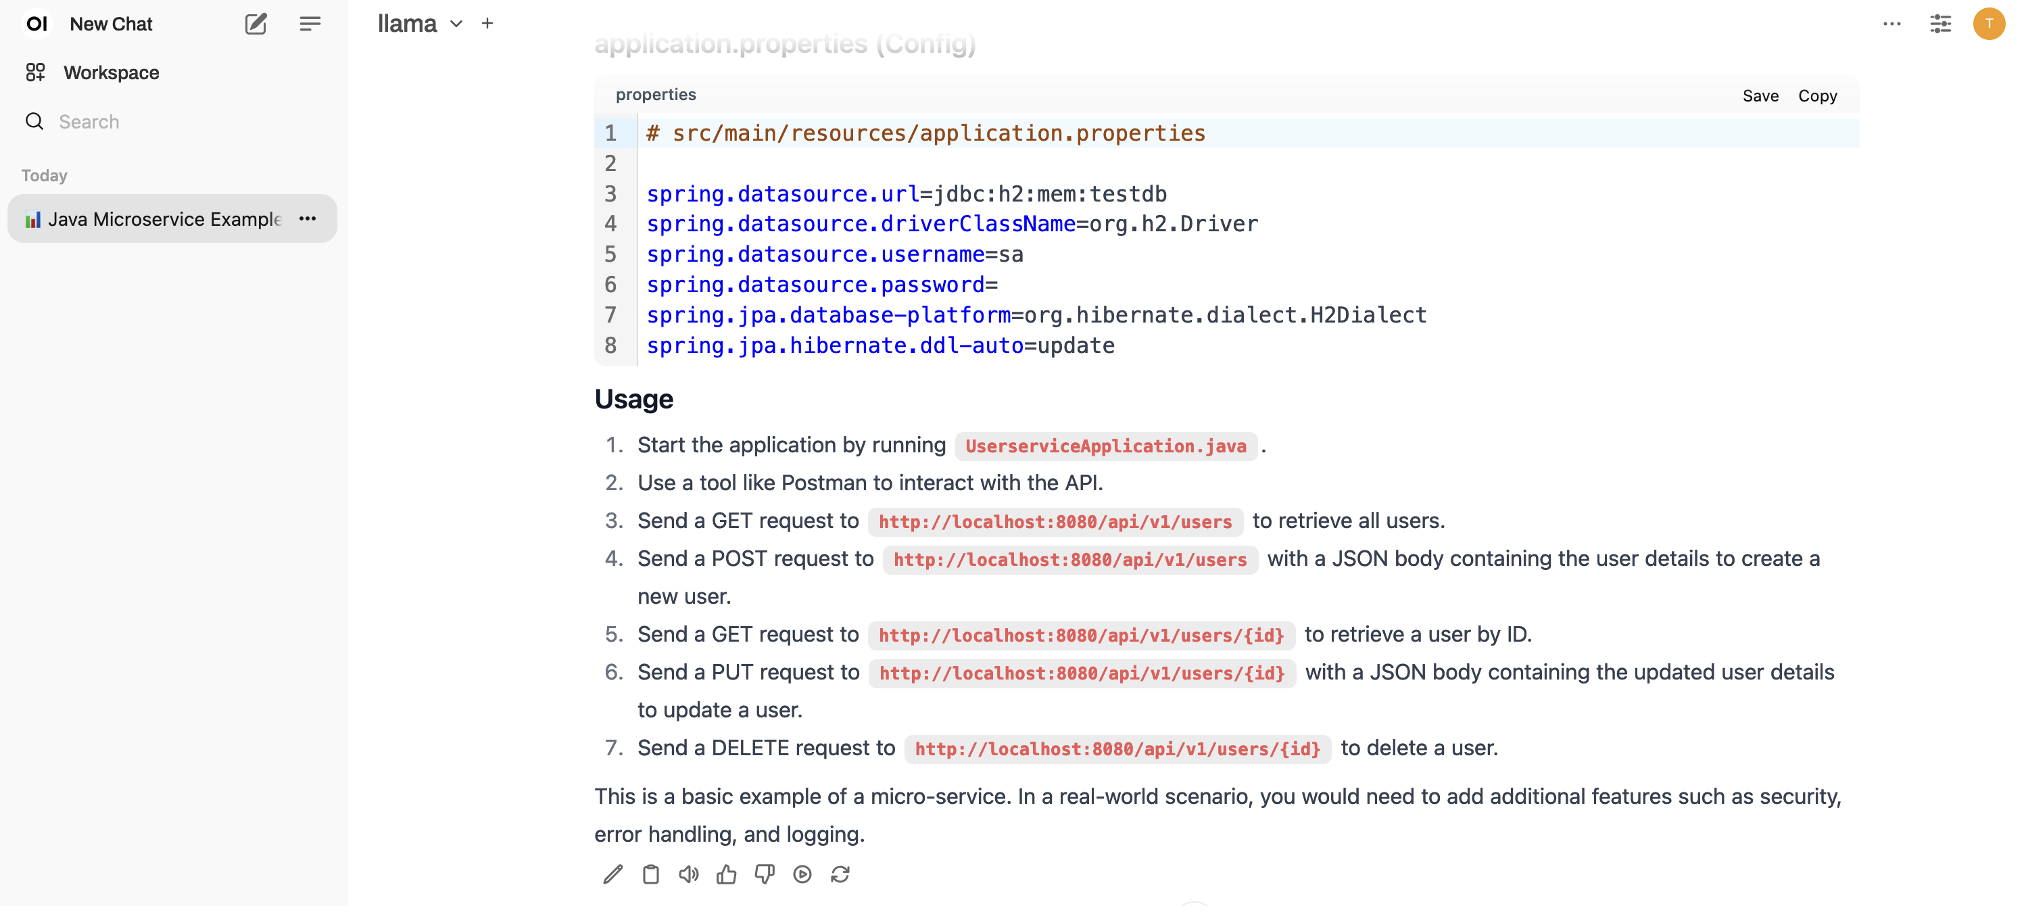 OI New Chat
Workspace
Search
Today
Java Microservice Example
llama
T
application.properties (Config)
properties
Save Copy
1 # src/main/resources/application.properties
2
3 spring.datasource.url=jdbc:h2:mem:testdb
4 spring.datasource.driverClassName=org.h2.Driver
5 spring.datasource.username=sa
6 spring.datasource.password=
7 spring.jpa.database-platform=org.hibernate.dialect.H2Dialect
8 spring.jpa.hibernate.ddl-auto=update
Usage
1. Start the application by running UserserviceApplication.java .
2. Use a tool like Postman to interact with the API.
3. Send a GET request to http://localhost:8080/api/v1/users to retrieve all users.
4. Send a POST request to http://localhost:8080/api/v1/users with a JSON body containing the user details to create a
new user.
5. Send a GET request to http://localhost:8080/api/v1/users/{id} to retrieve a user by ID.
6. Send a PUT request to http://localhost:8080/api/v1/users/{id} with a JSON body containing the updated user details
to update a user.
7. Send a DELETE request to http://localhost:8080/api/v1/users/{id} to delete a user.
This is a basic example of a micro-service. In a real-world scenario, you would need to add additional features such as security,
error handling, and logging.